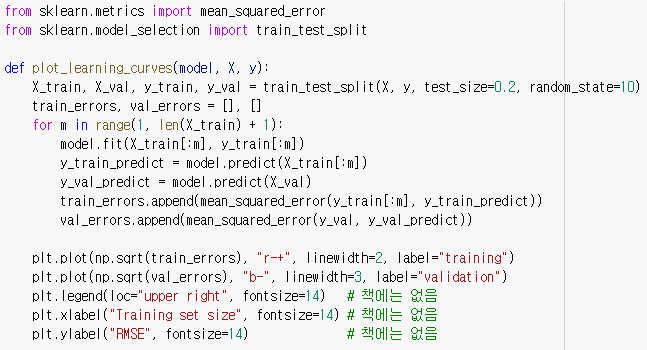 from sklearn.metrics import mean_squared_error
from sklearn.model_selection import train_test_split
def plot_learning_curves(model, X, y):
    X_train, X_val, y_train, y_val = train_test_split(X, y, test_size=0.2, random_state=10)
    train_errors, val_errors = [], []
    for m in range(1, len(X_train) + 1):
        model.fit(X_train[:m], y_train[:m])
        y_train_predict = model.predict(X_train[:m])
        y_val_predict = model.predict(X_val)
        train_errors.append(mean_squared_error(y_train[:m], y_train_predict))
        val_errors.append(mean_squared_error(y_val, y_val_predict))
    plt.plot(np.sqrt(train_errors), "r-+", linewidth=2, label="training")
    plt.plot(np.sqrt(val_errors), "b-", linewidth=3, label="validation")
    plt.legend(loc="upper right", fontsize=14)   # 책에는 없음
    plt.xlabel("Training set size", fontsize=14) # 책에는 없음
    plt.ylabel("RMSE", fontsize=14)              # 책에는 없음